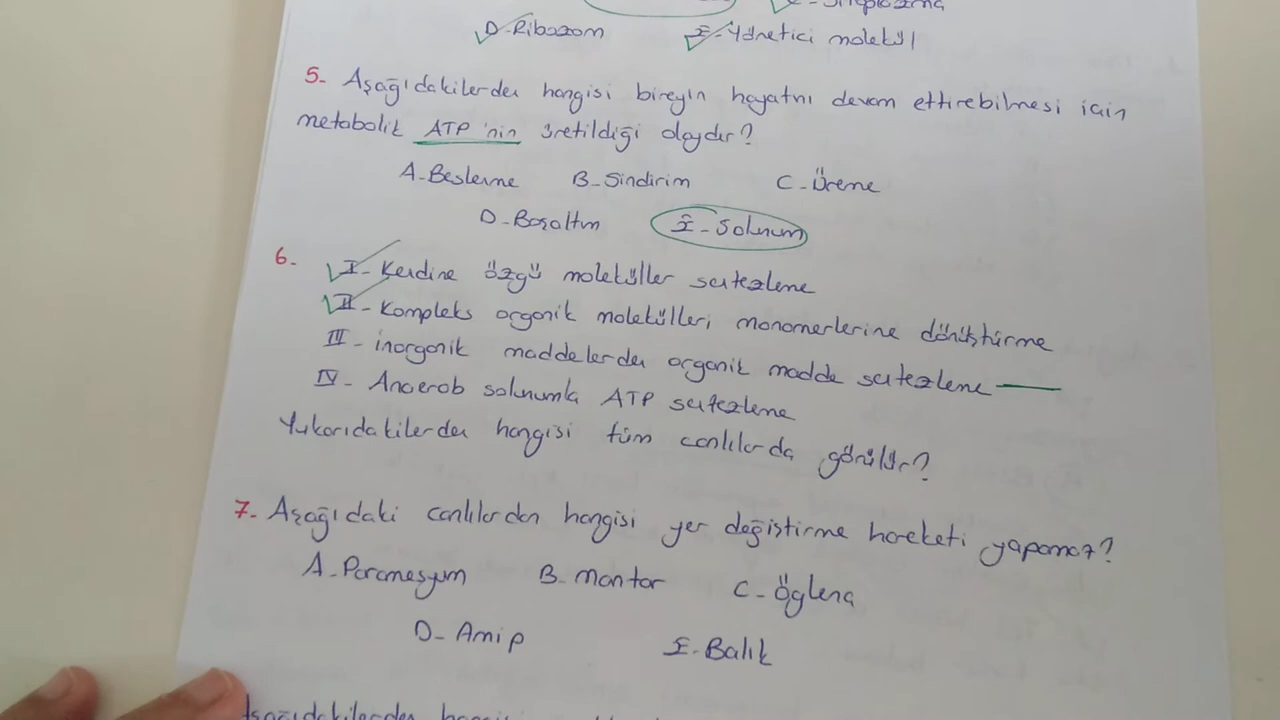 D-Ribozom E-Yönetici molekül
5- Aşağıdakilerden hangisi bireyin hayatını devam ettirebilmesi için
metabolik ATP'nin üretildiği olaydır?
A-Beslenme B-Sindirim C-Üreme
D-Boşaltım E-Solunum
6-
I-Kendine özgü moleküller sentezleme
II-Kompleks organik molekülleri monomerlerine dönüştürme
III-inorganik maddelerden organik madde sentezleme
IV-Anaerob solunumla ATP sentezleme
Yukarıdakilerden hangisi tüm canlılarda görülür?
7-Aşağıdaki canlılardan hangisi yer değiştirme hareketi yapamaz?
A-Paramesyum B-mantar C-Öglena
D-Amip E-Balık
Aşağıdakilerden